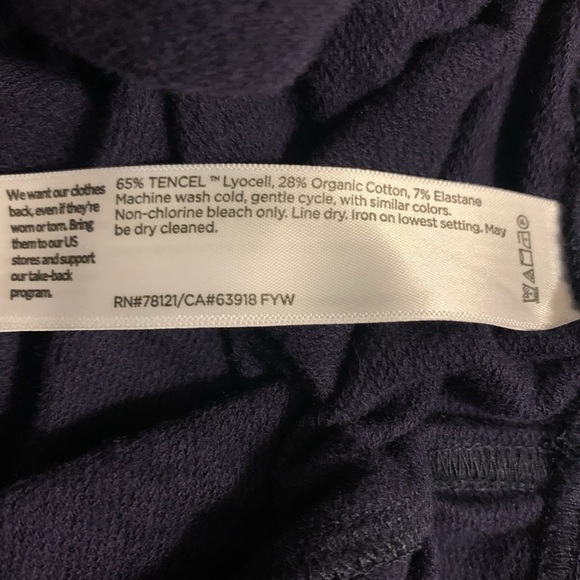 We want our clothes
back, even if they're
worn or torn. Bring
them to our US
stores and support
our take-back
program.
65% TENCEL ™ Lyocell, 28% Organic Cotton, 7% Elastane
Machine wash cold, gentle cycle, with similar colors.
Non-chlorine bleach only. Line dry. Iron on lowest setting. May
be dry cleaned.
RN#78121/CA#63918 FYW